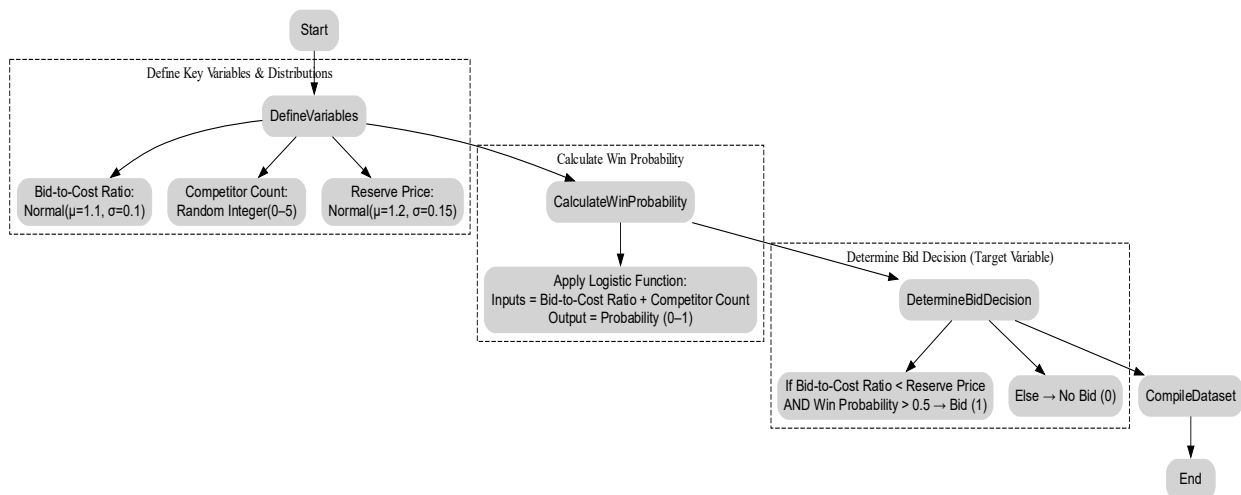 Start
Define Key Variables & Distributions
DefineVariables
Bid-to-Cost Ratio:
Normal(μ=1.1, σ=0.1)
Competitor Count:
Random Integer(0–5)
Reserve Price:
Normal(μ=1.2, σ=0.15)
Calculate Win Probability
CalculateWinProbability
Apply Logistic Function:
Inputs = Bid-to-Cost Ratio + Competitor Count
Output = Probability (0–1)
Determine Bid Decision (Target Variable)
DetermineBidDecision
If Bid-to-Cost Ratio < Reserve Price
AND Win Probability > 0.5 → Bid (1)
Else → No Bid (0)
CompileDataset
End